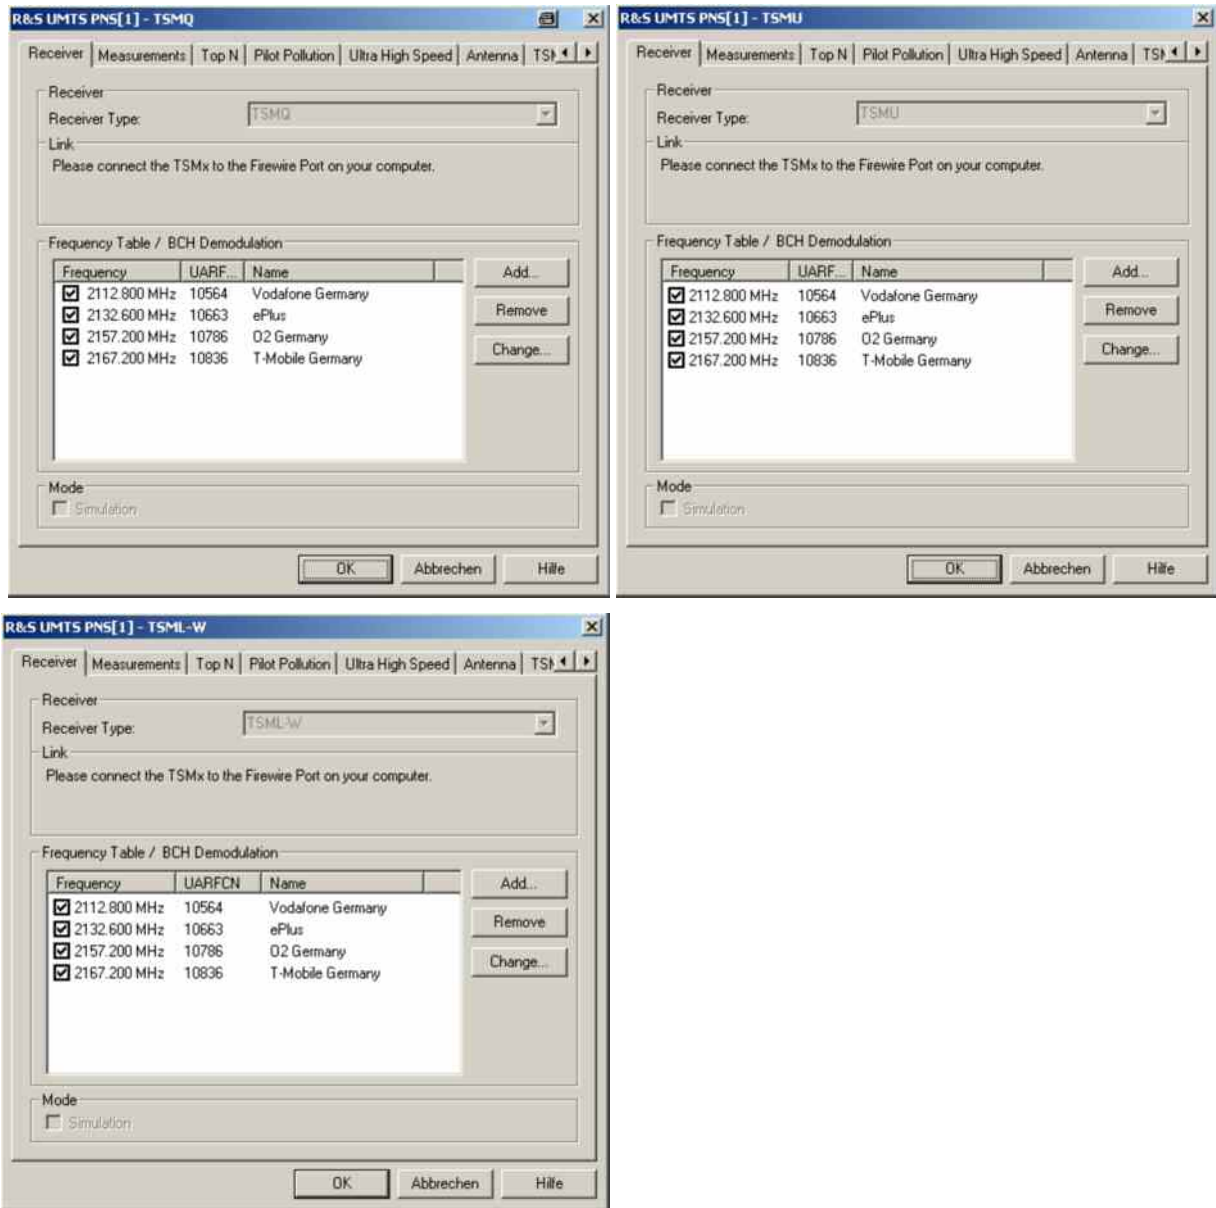 R&S UMTS PNS[1] - TSMQ
Receiver Measurements Top N Pilot Pollution Ultra High Speed Antenna TSM
Receiver
Receiver Type: TSMQ
Link
Please connect the TSMx to the Firewire Port on your computer.
Frequency Table / BCH Demodulation
Frequency UARF... Name
2112.800 MHz 10564 Vodafone Germany
2132.600 MHz 10663 ePlus
2157.200 MHz 10786 O2 Germany
2167.200 MHz 10836 T-Mobile Germany
Add...
Remove
Change...
Mode
Simulation
OK Abbrechen Hilfe
R&S UMTS PNS[1] - TSMU
Receiver Measurements Top N Pilot Pollution Ultra High Speed Antenna TSM
Receiver
Receiver Type: TSMU
Link
Please connect the TSMx to the Firewire Port on your computer.
Frequency Table / BCH Demodulation
Frequency UARF... Name
2112.800 MHz 10564 Vodafone Germany
2132.600 MHz 10663 ePlus
2157.200 MHz 10786 O2 Germany
2167.200 MHz 10836 T-Mobile Germany
Add...
Remove
Change...
Mode
Simulation
OK Abbrechen Hilfe
R&S UMTS PNS[1] - TSML-W
Receiver Measurements Top N Pilot Pollution Ultra High Speed Antenna TSM
Receiver
Receiver Type: TSML-W
Link
Please connect the TSMx to the Firewire Port on your computer.
Frequency Table / BCH Demodulation
Frequency UARFCN Name
2112.800 MHz 10564 Vodafone Germany
2132.600 MHz 10663 ePlus
2157.200 MHz 10786 O2 Germany
2167.200 MHz 10836 T-Mobile Germany
Add...
Remove
Change...
Mode
Simulation
OK Abbrechen Hilfe